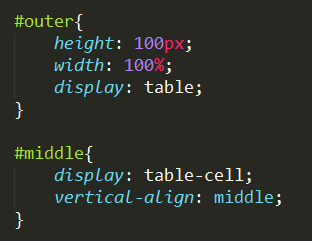 #outer{
    height: 100px;
    width: 100%;
    display: table;
}

#middle{
    display: table-cell;
    vertical-align: middle;
}